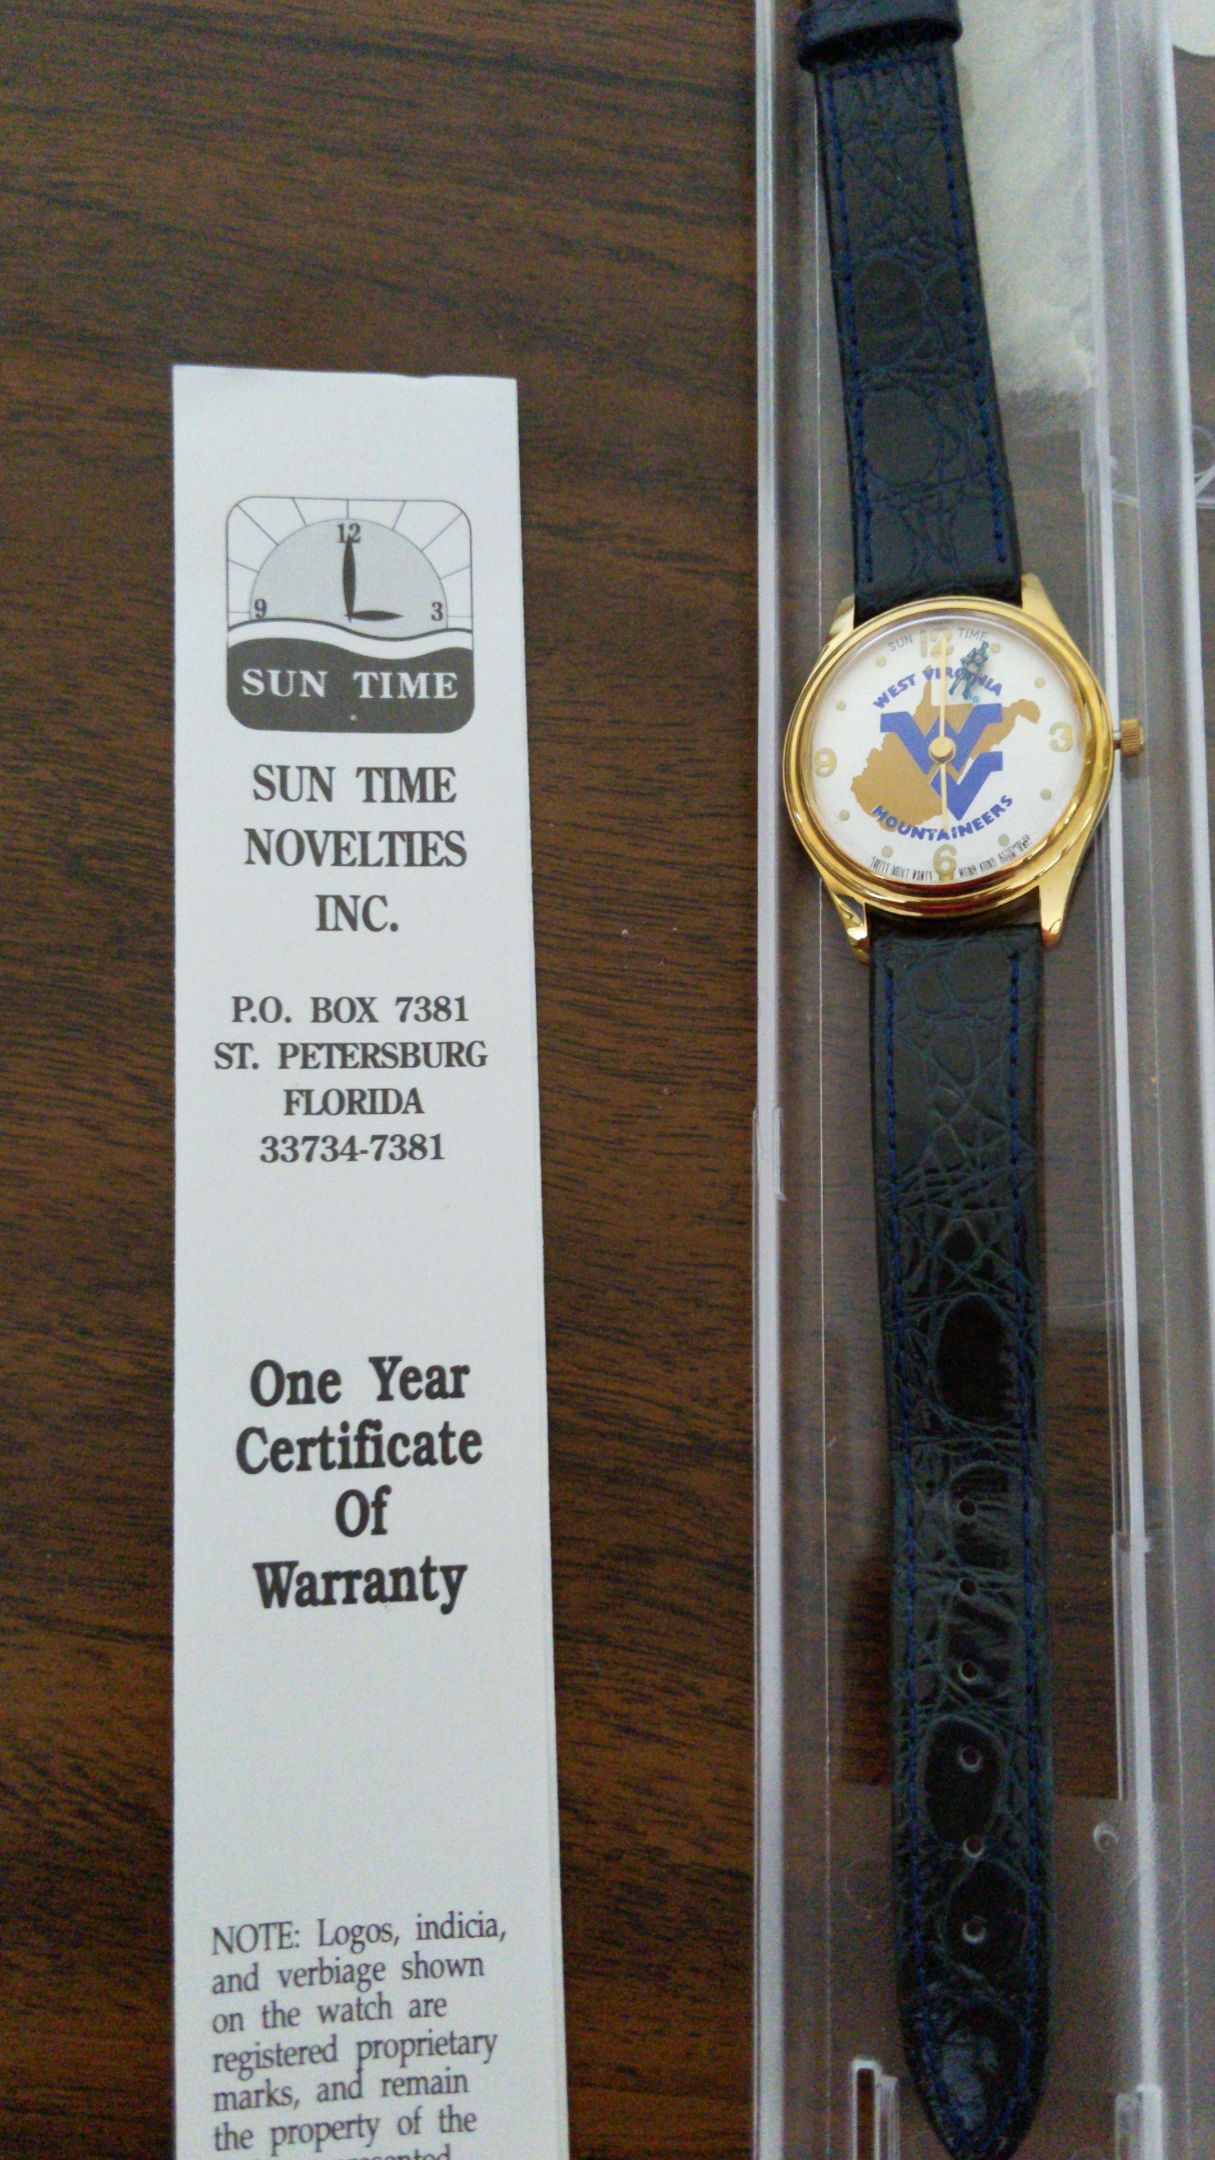 12
9
3
SUN TIME
SUN TIME
NOVELTIES
INC.
P.O. BOX 7381
ST. PETERSBURG
FLORIDA
33734-7381
One Year
Certificate
Of
Warranty
NOTE: Logos, indicia,
and verbiage shown
on the watch are
registered proprietary
marks, and remain
the property of the
SUN TIME
12
WEST VIRGINIA
WV
9
3
MOUNTAINEERS
6